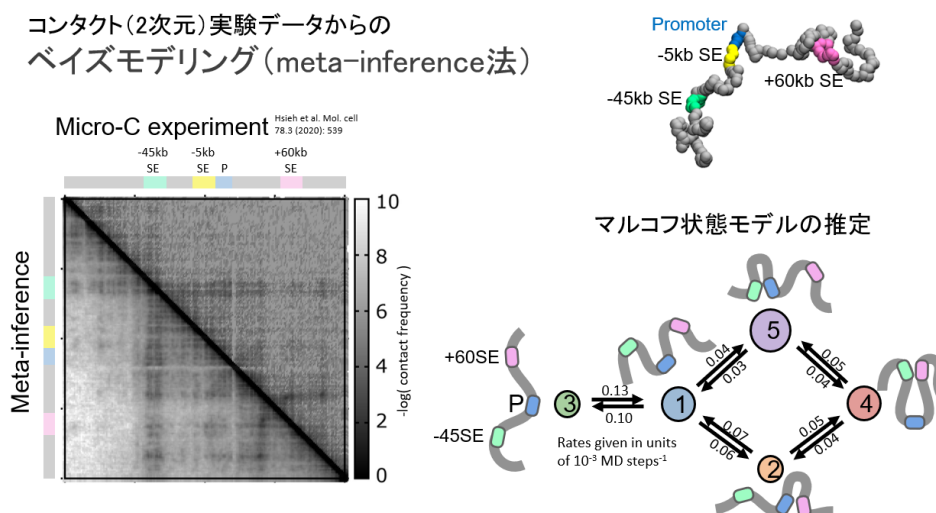 コンタクト（2次元）実験データからの
ベイズモデリング（meta-inference法）
Promoter
-5kb SE
+60kb SE
-45kb SE
Micro-C experiment
Hsieh et al. Mol. cell
78.3 (2020): 539
-45kb
SE
-5kb
SE
P
+60kb
SE
Meta-inference
10
8
6
4
2
0
-log( contact frequency )
マルコフ状態モデルの推定
+60SE
P
-45SE
3
0.13
0.10
1
0.04
0.03
5
0.05
0.04
4
0.07
0.06
2
0.05
0.04
Rates given in units
of 10⁻³ MD steps⁻¹